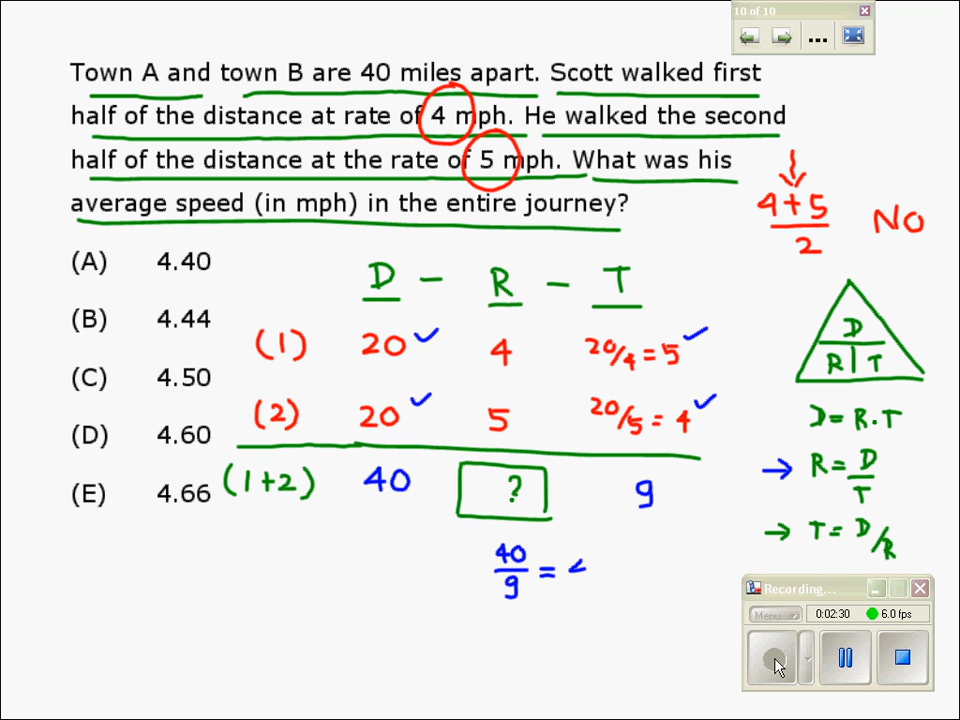 10 of 10
Town A and town B are 40 miles apart. Scott walked first
half of the distance at rate of 4 mph. He walked the second
half of the distance at the rate of 5 mph. What was his
average speed (in mph) in the entire journey?
4+5
2
NO
(A) 4.40
(B) 4.44
(C) 4.50
(D) 4.60
(E) 4.66
D - R - T
(1) 20 4 20/4 = 5
(2) 20 5 20/5 = 4
(1+2) 40 ? 9
40
9
=
D
R | T
D = R.T
→ R = D
T
→ T = D/R
Recording...
Menu
0:02:30 6.0 fps